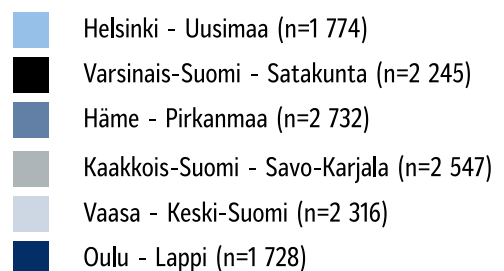 Helsinki - Uusimaa (n=1 774)
Varsinais-Suomi - Satakunta (n=2 245)
Häme - Pirkanmaa (n=2 732)
Kaakkois-Suomi - Savo-Karjala (n=2 547)
Vaasa - Keski-Suomi (n=2 316)
Oulu - Lappi (n=1 728)